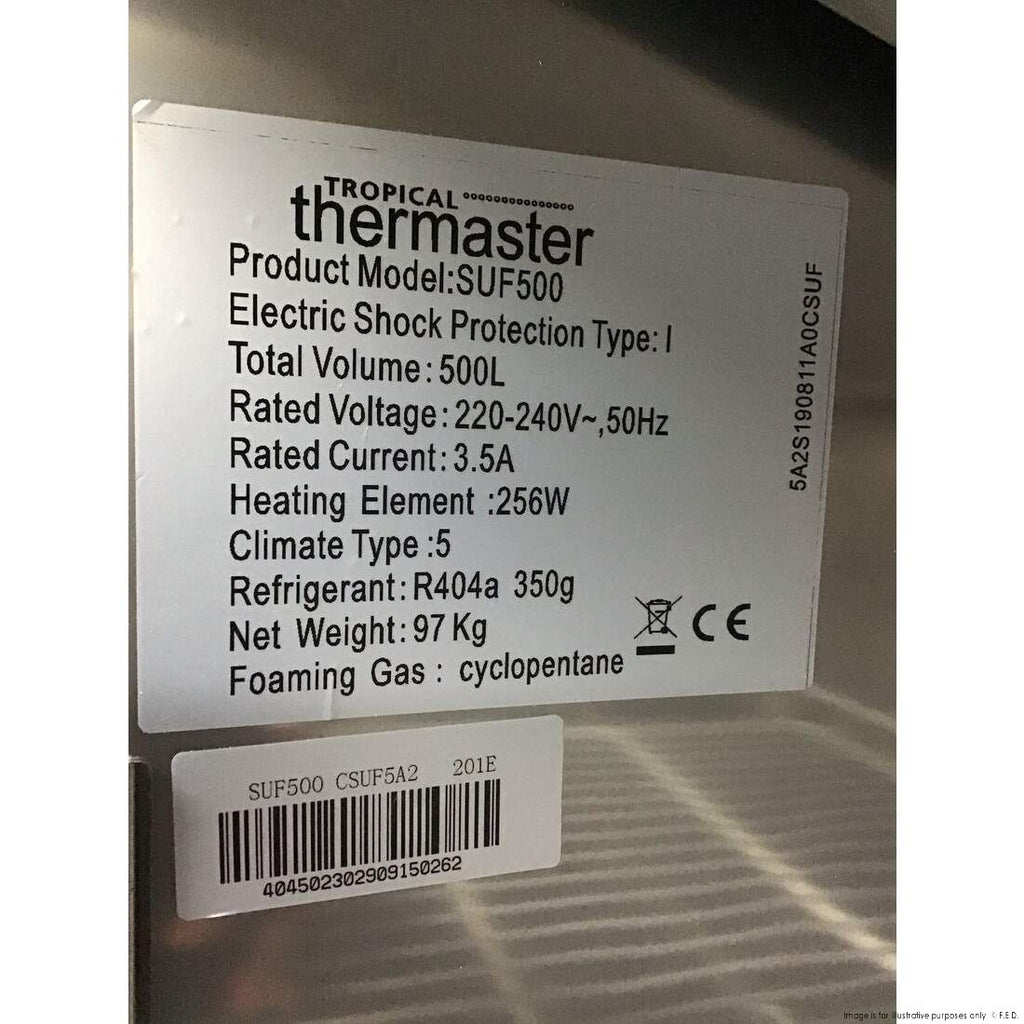 TROPICAL
thermaster
Product Model:SUF500
Electric Shock Protection Type: I
Total Volume: 500L
Rated Voltage: 220-240V~,50Hz
Rated Current: 3.5A
Heating Element :256W
Climate Type :5
Refrigerant: R404a 350g
Net Weight: 97 Kg
Foaming Gas : cyclopentane
CE
5A2S190811A0CSUF
SUF500 CSUF5A2 201E
404502302909150262
Image is for illustrative purposes only © F.E.D.